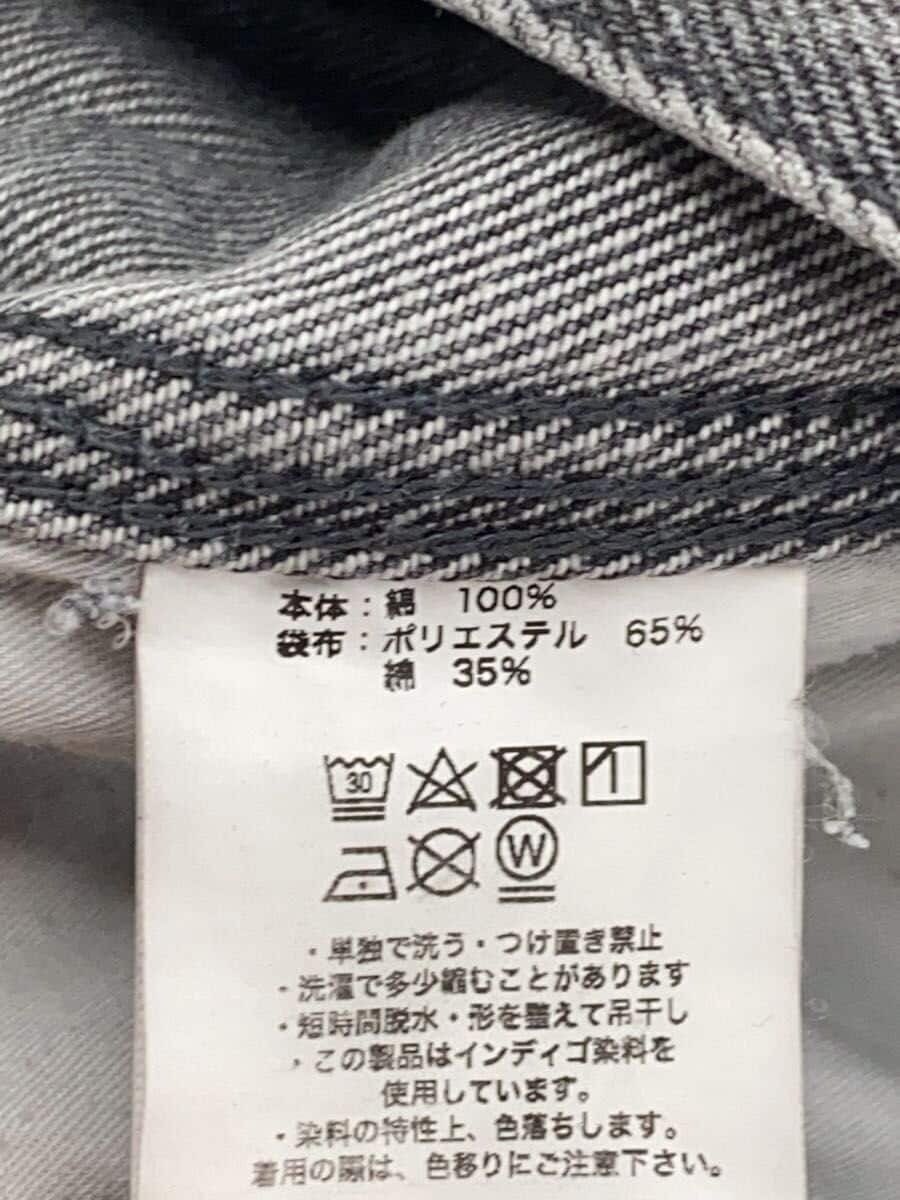 本体：綿　100%
袋布：ポリエステル　65%
綿　35%
30
W
・単独で洗う・つけ置き禁止
・洗濯で多少縮むことがあります
・短時間脱水・形を整えて吊干し
・この製品はインディゴ染料を
使用しています。
・染料の特性上、色落ちします。
着用の際は、色移りにご注意下さい。